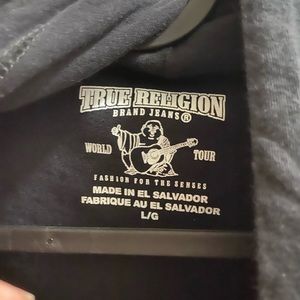 TRUE RELIGION
BRAND JEANS®
WORLD TOUR
FASHION FOR THE SENSES
MADE IN EL SALVADOR
FABRIQUE AU EL SALVADOR
L/G